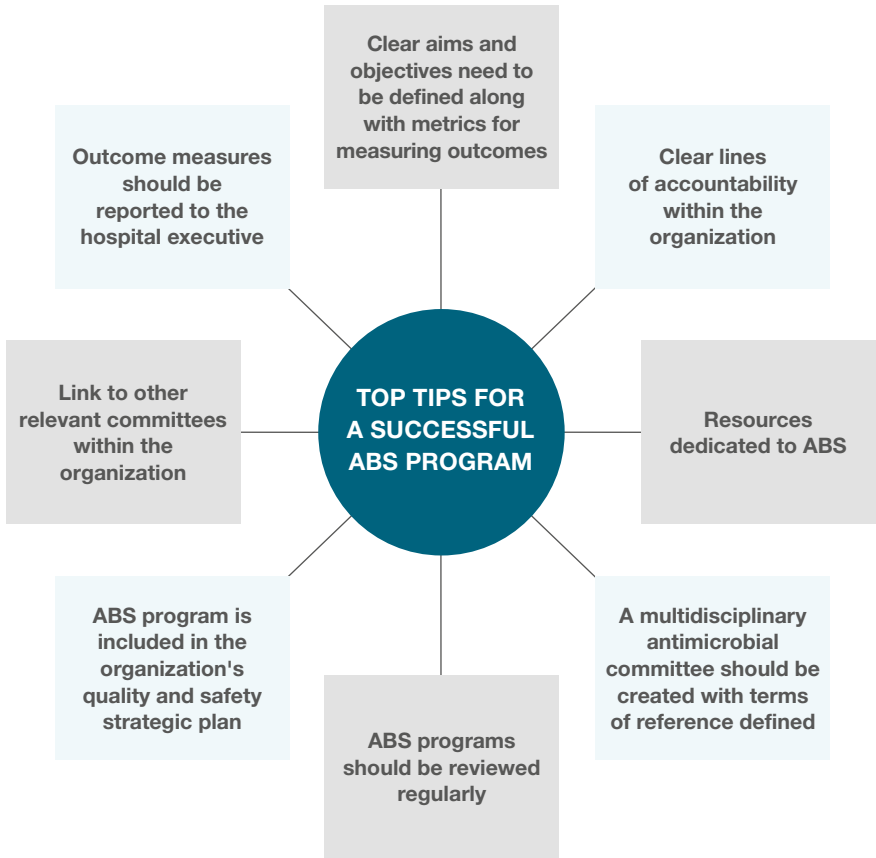 Clear aims and
objectives need to
be defined along
with metrics for
measuring outcomes
Outcome measures
should be
reported to the
hospital executive
Clear lines
of accountability
within the
organization
Link to other
relevant committees
within the
organization
TOP TIPS FOR
A SUCCESSFUL
ABS PROGRAM
Resources
dedicated to ABS
ABS program is
included in the
organization's
quality and safety
strategic plan
A multidisciplinary
antimicrobial
committee should be
created with terms
of reference defined
ABS programs
should be reviewed
regularly